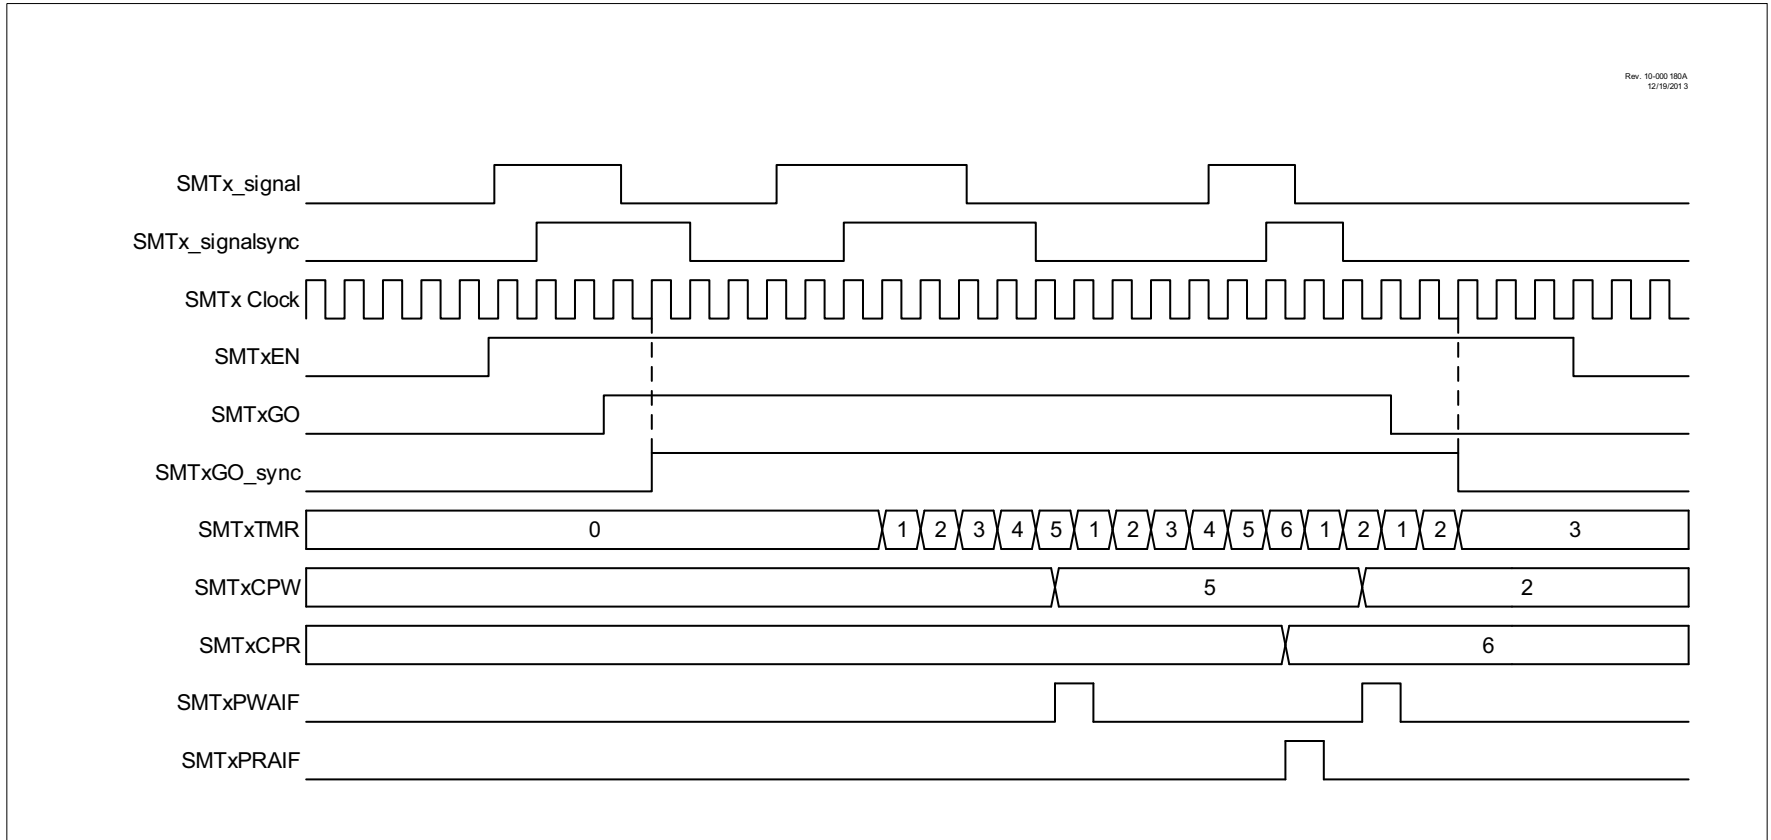 Rev. 10-000 180A
12/19/201 3
SMTx_signal
SMTx_signalsync
SMTx Clock
SMTxEN
SMTxGO
SMTxGO_sync
SMTxTMR 0 1 2 3 4 5 1 2 3 4 5 6 1 2 1 2 3
SMTxCPW 5 2
SMTxCPR 6
SMTxPWAIF
SMTxPRAIF